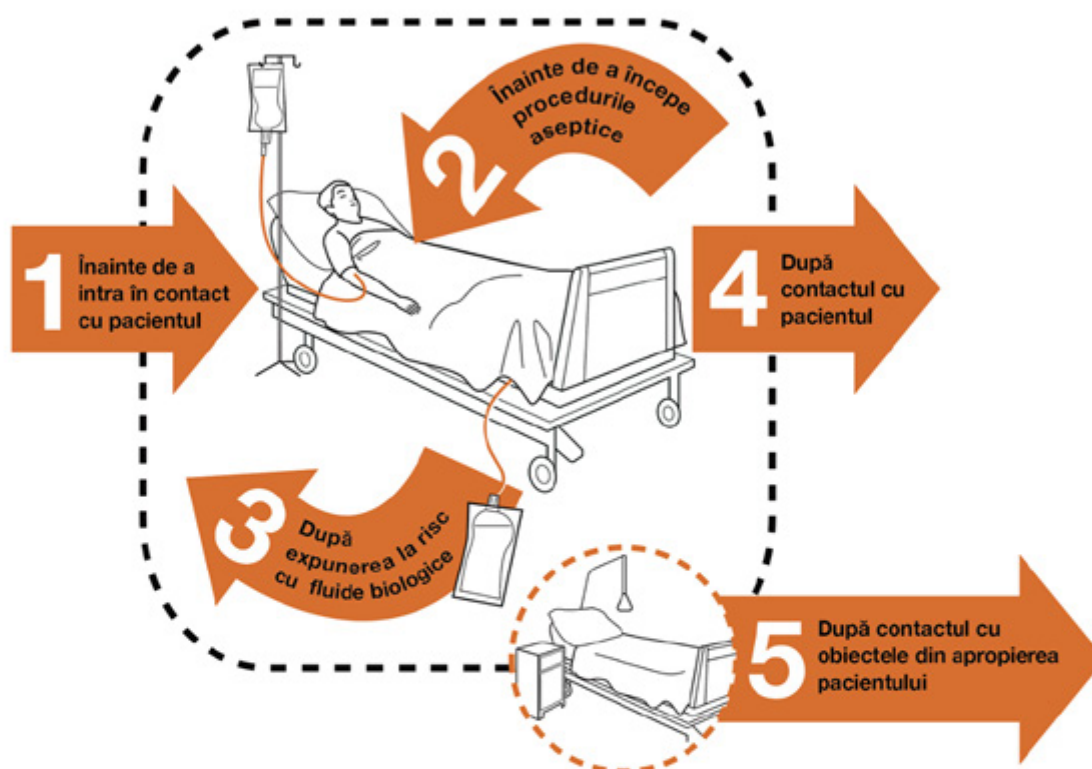 1
Înainte de a
intra în contact
cu pacientul
2
Înainte de a începe
procedurile
aseptice
3
După
expunerea la risc
cu fluide biologice
4
După
contactul cu
pacientul
5
După contactul cu
obiectele din apropierea
pacientului